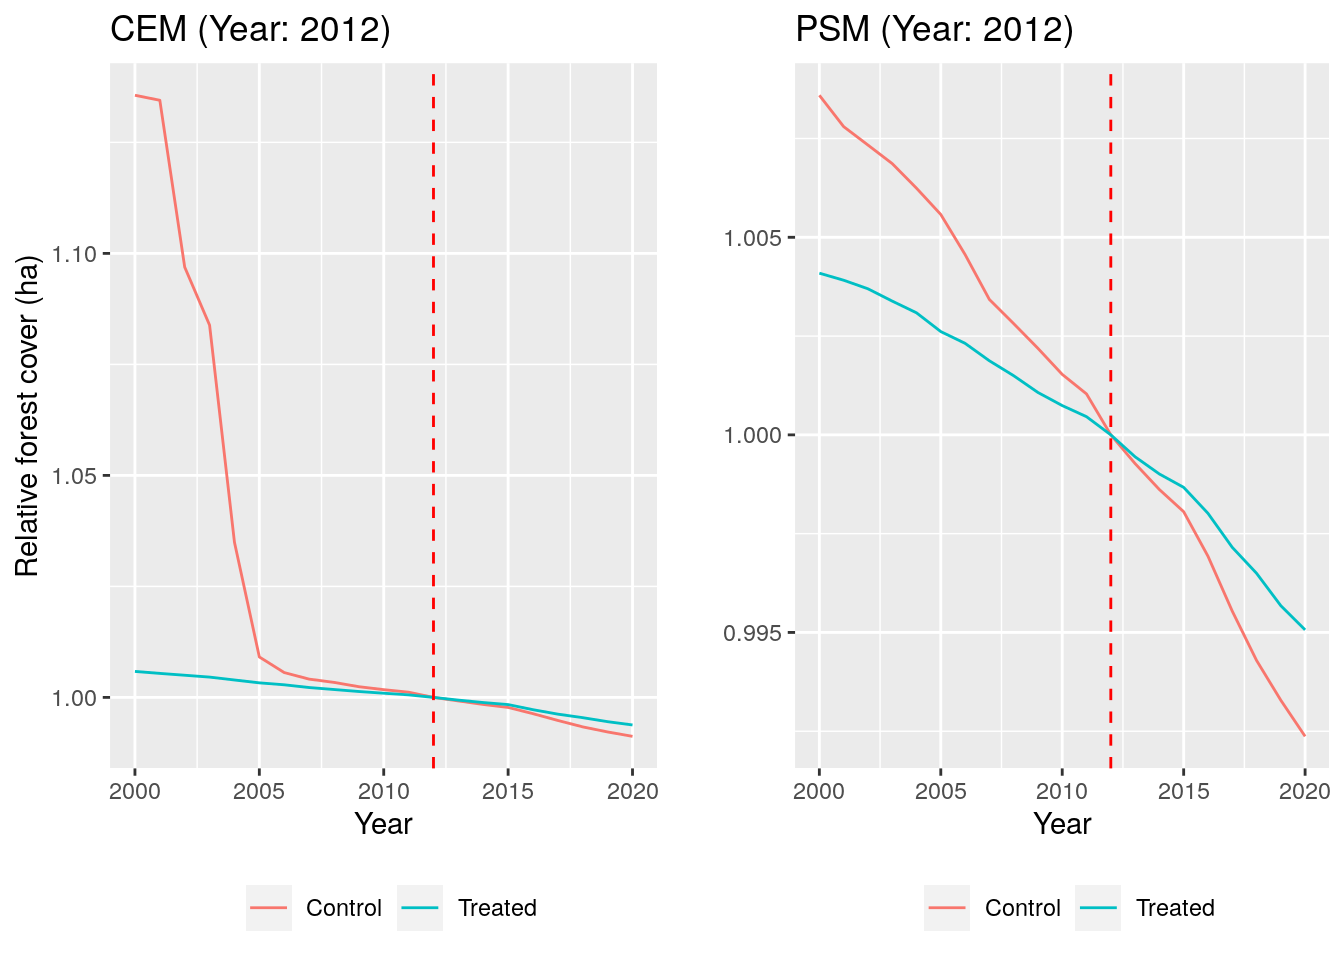 CEM (Year: 2012)
Relative forest cover (ha)
1.10
1.05
1.00
2000 2005 2010 2015 2020
Year
Control Treated
PSM (Year: 2012)
1.005
1.000
0.995
2000 2005 2010 2015 2020
Year
Control Treated